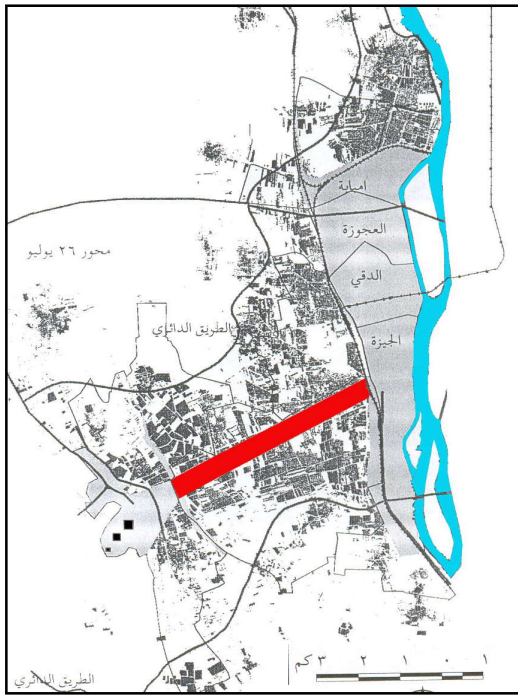 امبابة
العجوزة
محور ٢٦ يوليو
الدقي
الطريق الدائري
الجيزة
٣ كم ٢ ١ ٠ ١
الطريق الدائري